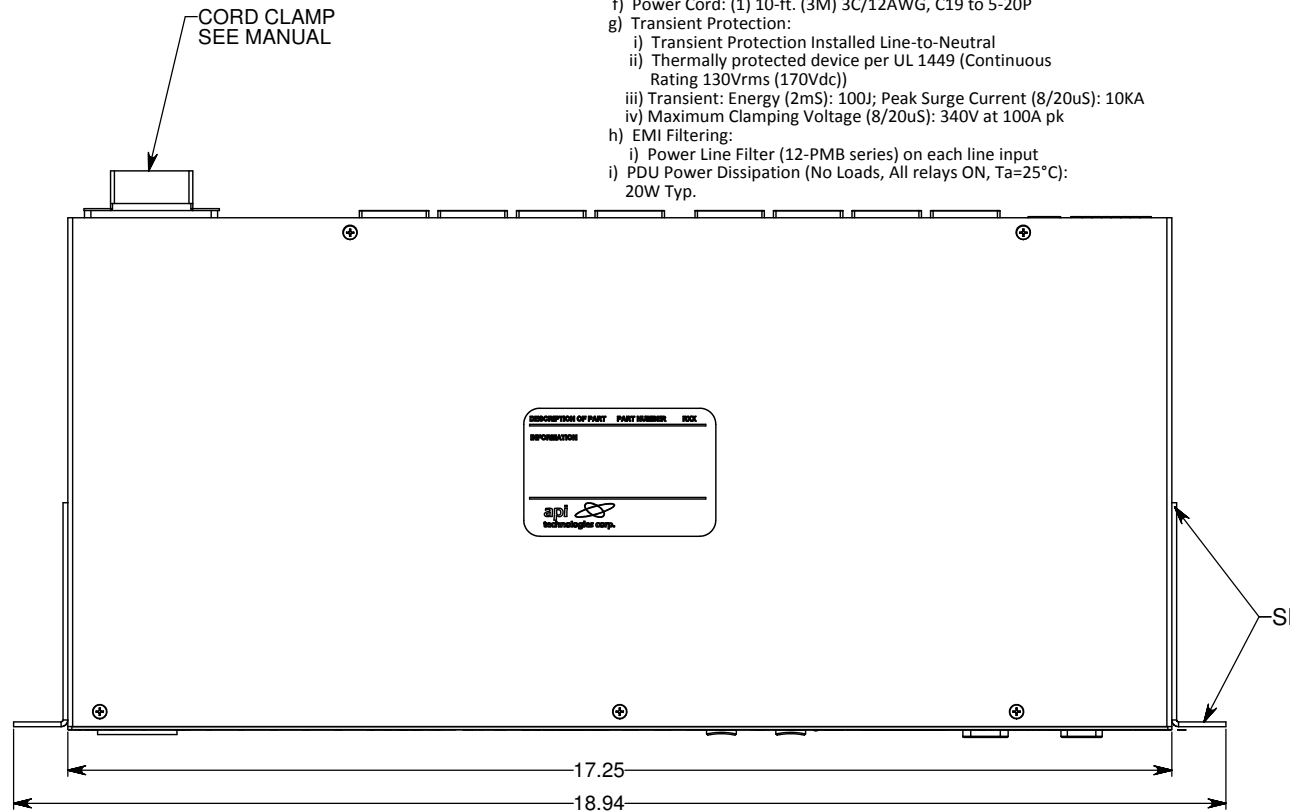 f) Power Cord: (1) 10-ft. (3M) 3C/12AWG, C19 to 5-20P
g) Transient Protection:
i) Transient Protection Installed Line-to-Neutral
ii) Thermally protected device per UL 1449 (Continuous
Rating 130Vrms (170Vdc))
iii) Transient: Energy (2mS): 100J; Peak Surge Current (8/20uS): 10KA
iv) Maximum Clamping Voltage (8/20uS): 340V at 100A pk
h) EMI Filtering:
i) Power Line Filter (12-PMB series) on each line input
i) PDU Power Dissipation (No Loads, All relays ON, Ta=25°C):
20W Typ.
CORD CLAMP
SEE MANUAL
DESCRIPTION OF PART PART NUMBER
INFORMATION
api
technologies corp.
17.25
18.94